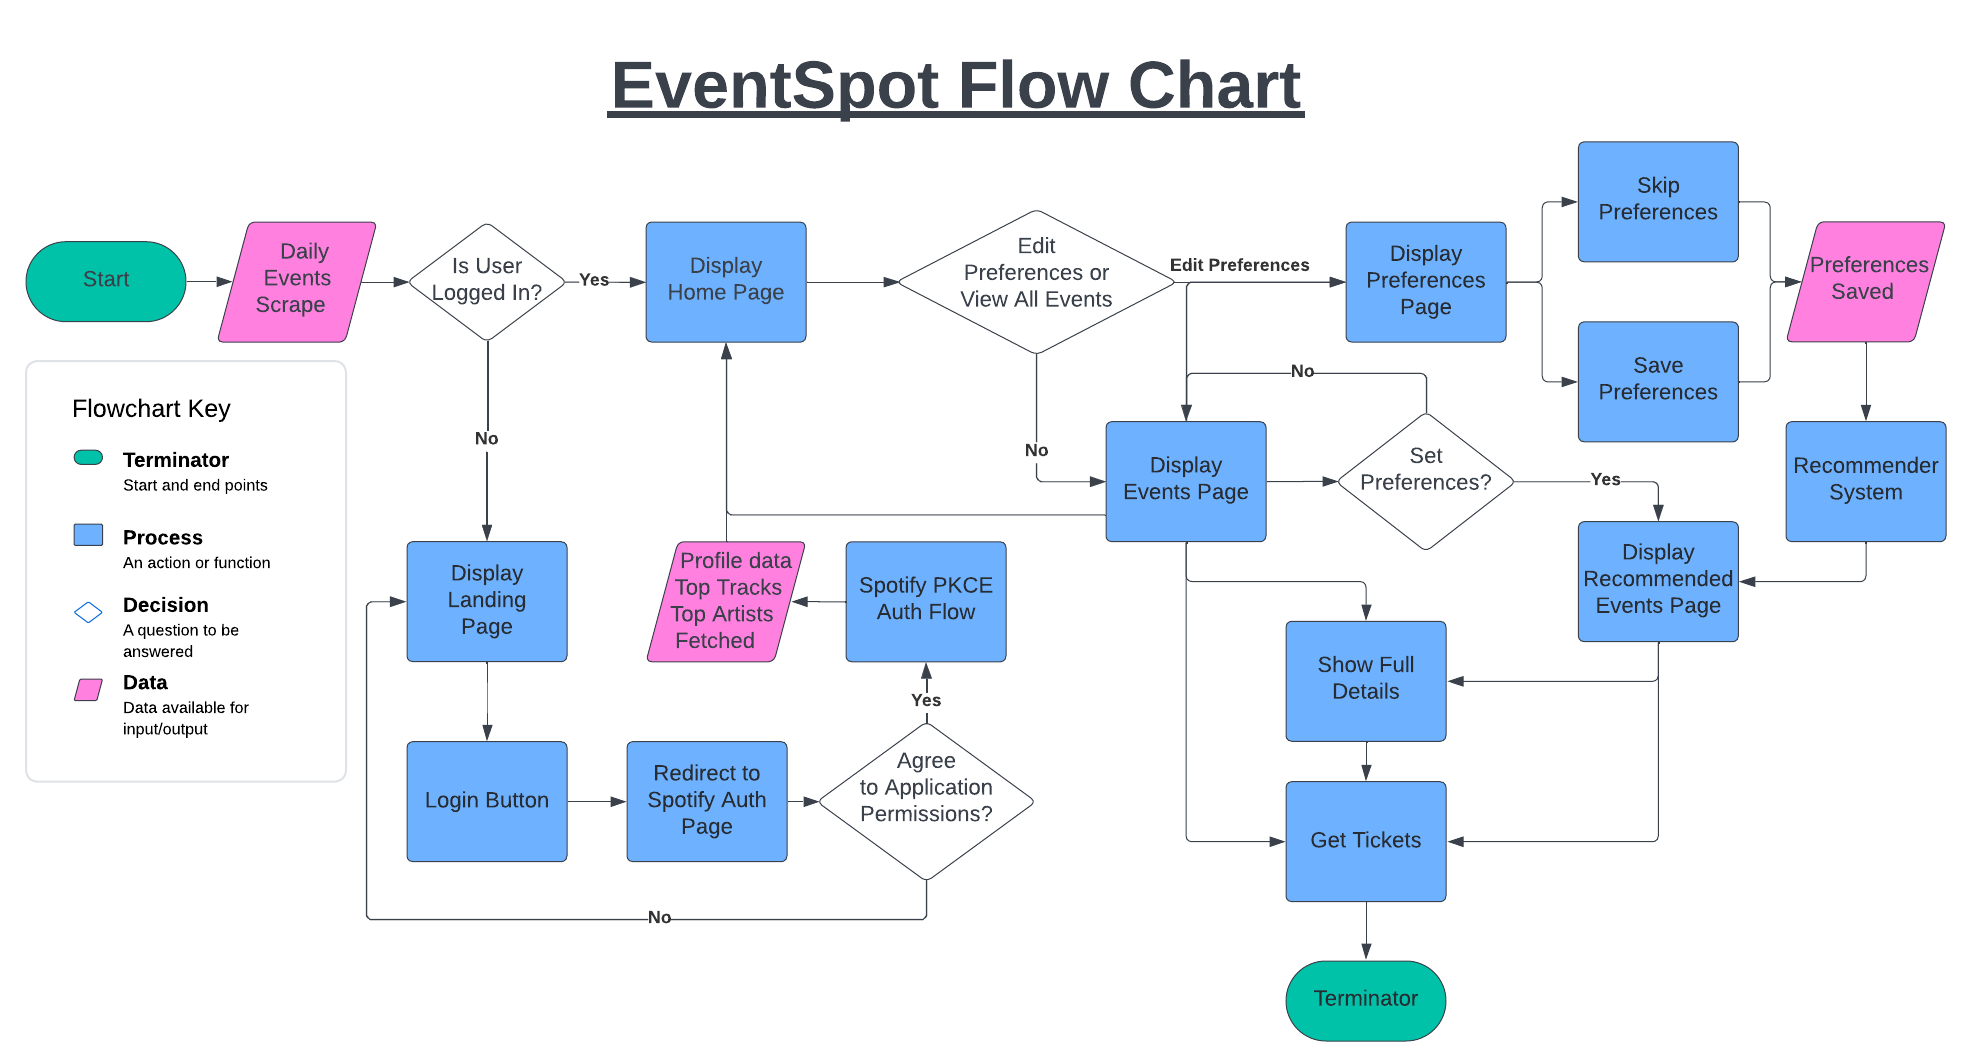 EventSpot Flow Chart
Start
Daily
Events
Scrape
Is User
Logged In?
Yes
Display
Home Page
Edit
Preferences or
View All Events
Edit Preferences
Display
Preferences
Page
Skip
Preferences
Save
Preferences
Preferences
Saved
No
No
No
Display
Events Page
Set
Preferences?
Yes
Recommender
System
Display
Recommended
Events Page
Flowchart Key
Terminator
Start and end points
Process
An action or function
Decision
A question to be
answered
Data
Data available for
input/output
Display
Landing
Page
Profile data
Top Tracks
Top Artists
Fetched
Spotify PKCE
Auth Flow
Yes
Show Full
Details
Login Button
Redirect to
Spotify Auth
Page
Agree
to Application
Permissions?
Get Tickets
No
Terminator